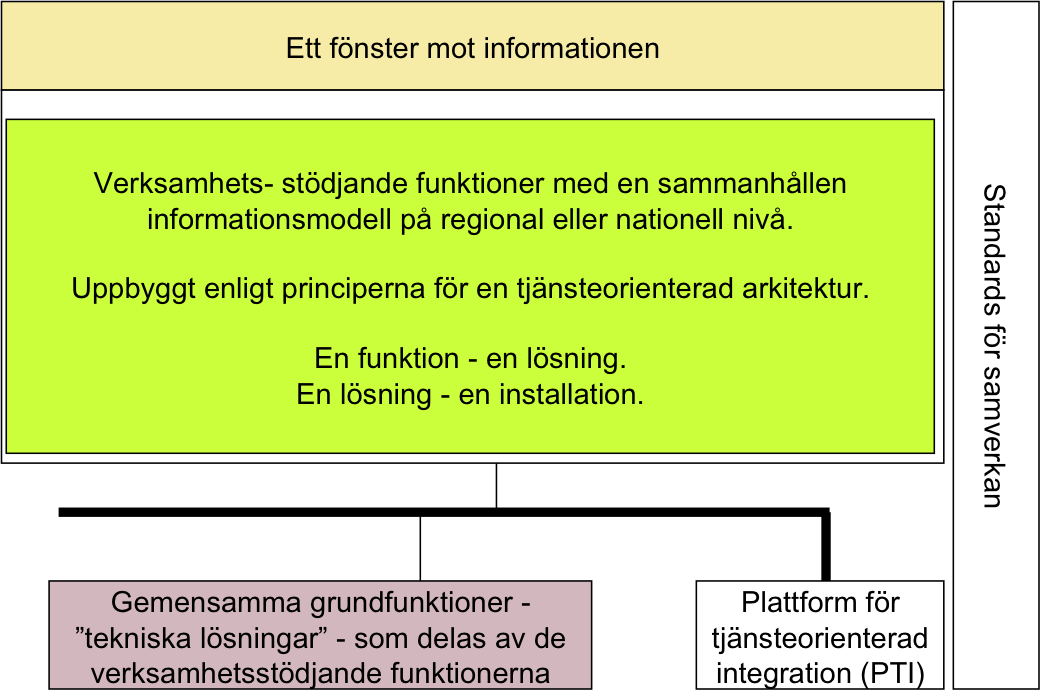 Ett fönster mot informationen
Verksamhets- stödjande funktioner med en sammanhållen
informationsmodell på regional eller nationell nivå.
Uppbyggt enligt principerna för en tjänsteorienterad arkitektur.
En funktion - en lösning.
En lösning - en installation.
Standards för samverkan
Gemensamma grundfunktioner -
”tekniska lösningar” - som delas av de
verksamhetsstödjande funktionerna
Plattform för
tjänsteorienterad
integration (PTI)